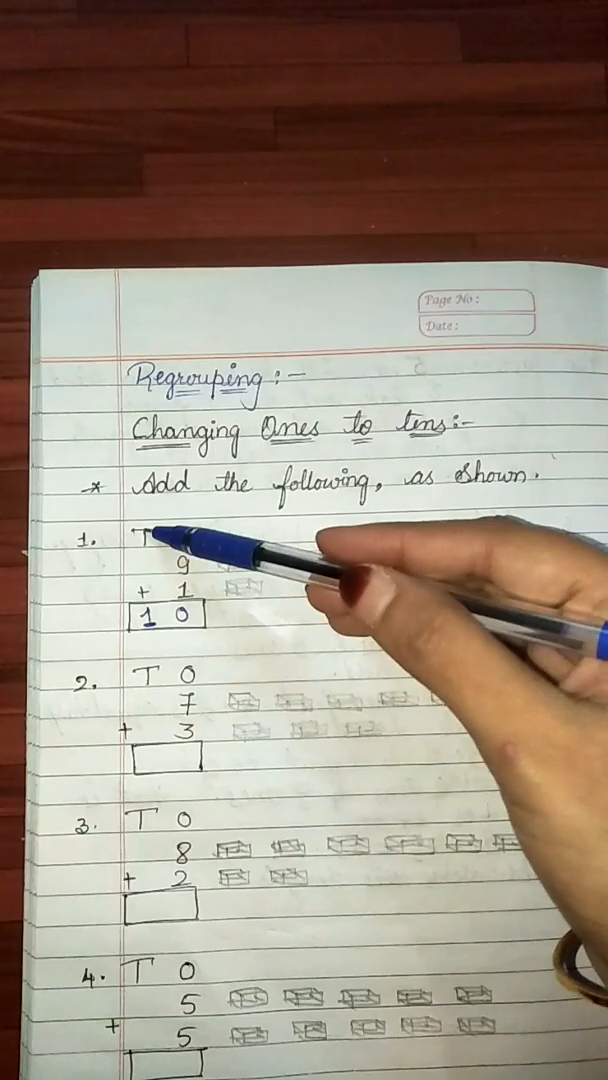 Page No :
Date :
Regrouping :-
Changing Ones to tens :-
* Add the following, as shown.
1. T
9
+ 1
1 0
2. T O
7
+ 3
3. T O
8
+ 2
4. T O
5
+ 5